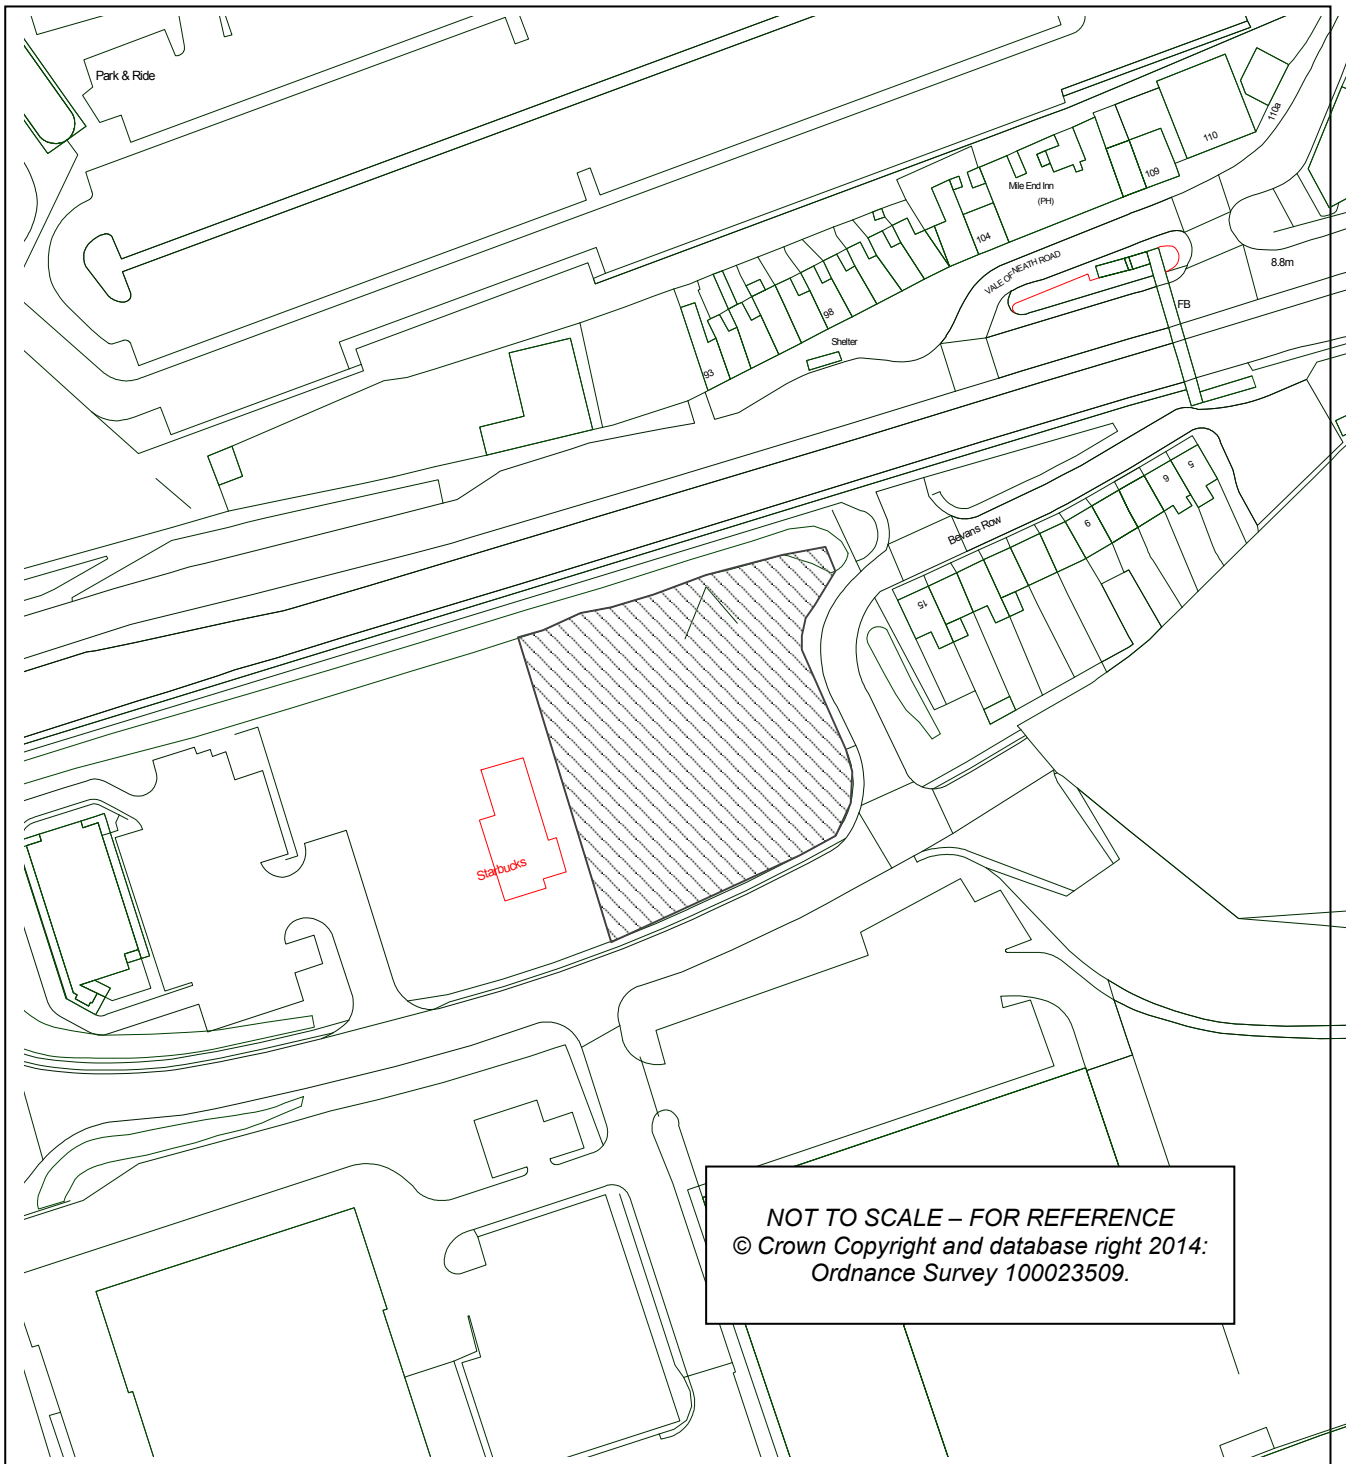 Park & Ride
110a
110
109
Mile End Inn
(PH)
104
VALE OF NEATH ROAD
8.8m
FB
98
Shelter
93
5
6
9
Bevans Row
15
Starbucks
NOT TO SCALE – FOR REFERENCE
© Crown Copyright and database right 2014:
Ordnance Survey 100023509.